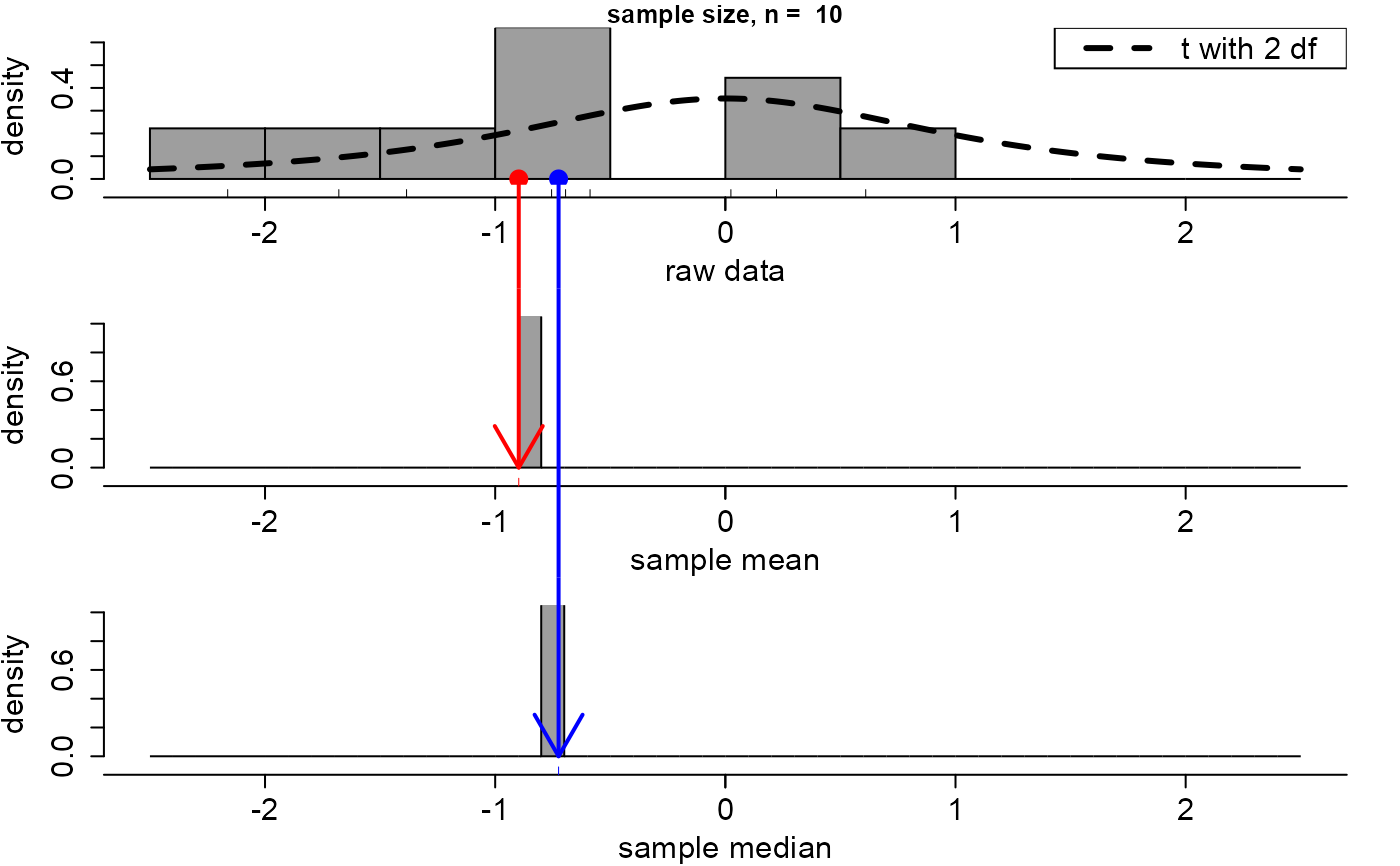 sample size, n =  10
t with 2 df
density
0.0 0.4
-2 -1 0 1 2
raw data
density
0.0 0.6
-2 -1 0 1 2
sample mean
density
0.0 0.6
-2 -1 0 1 2
sample median